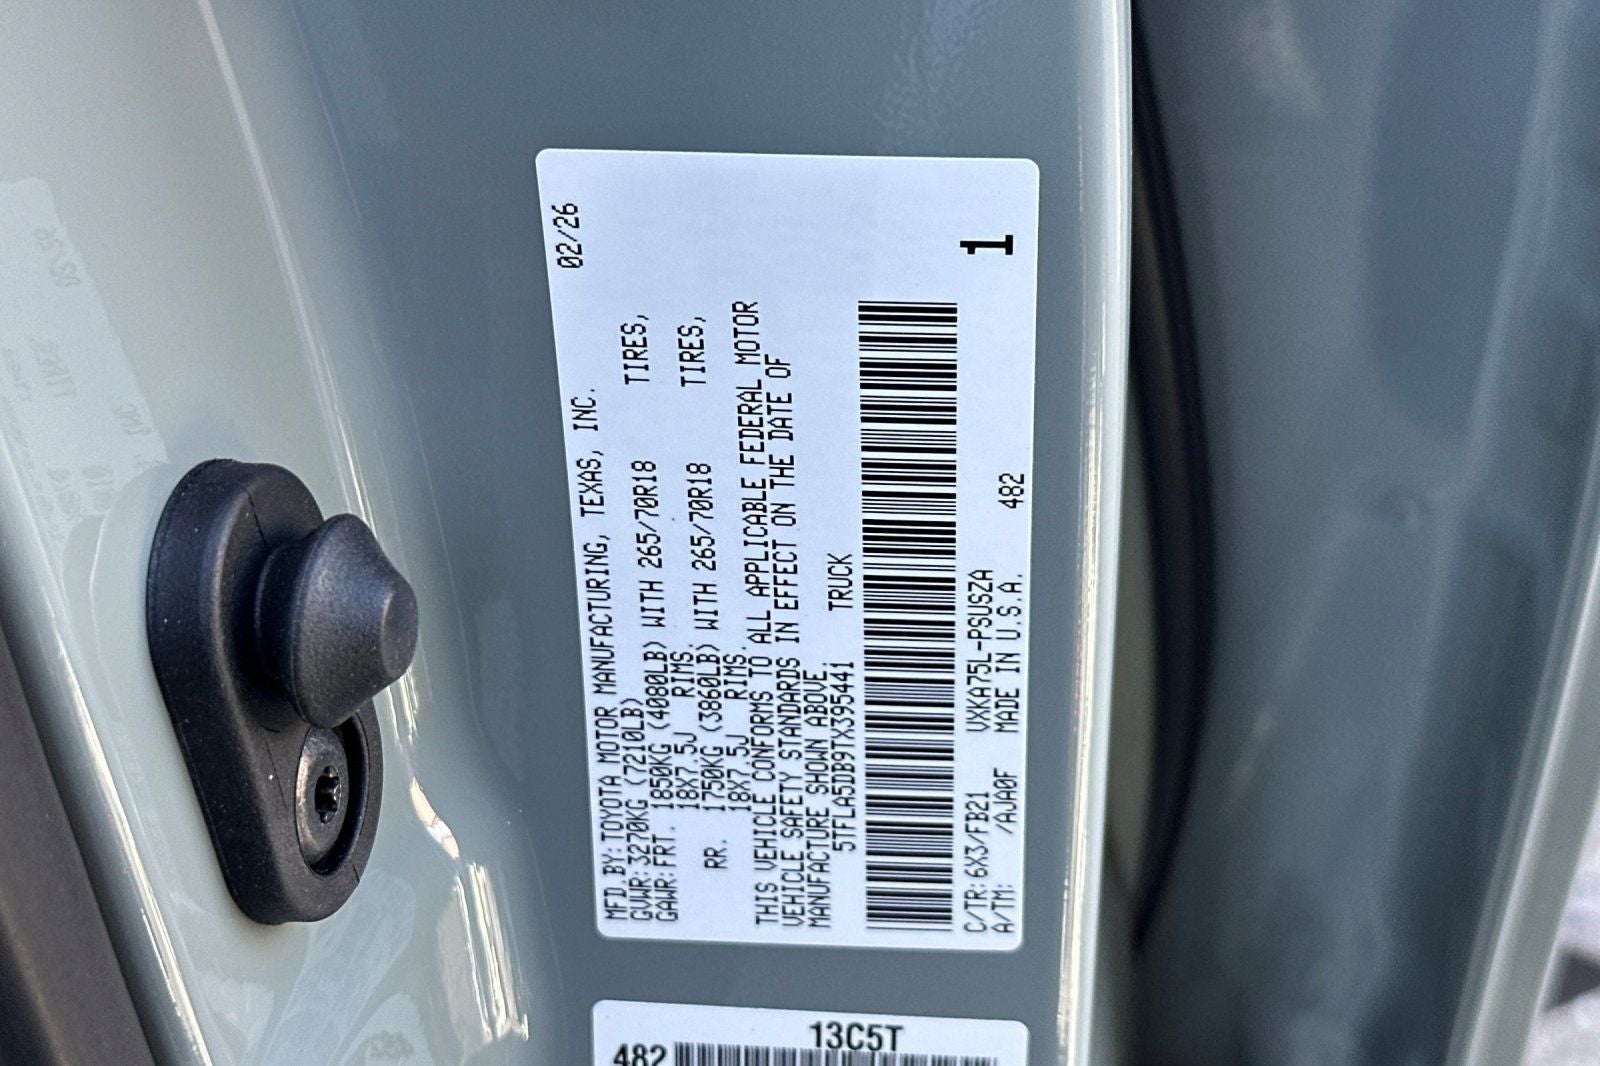 MFD.BY:TOYOTA MOTOR MANUFACTURING, TEXAS, INC. 02/26
GVWR:3270KG (7210LB)
GAWR:FRT. 1850KG (4080LB) WITH 265/70R18 TIRES,
18X7.5J RIMS,
RR. 1750KG (3860LB) WITH 265/70R18 TIRES,
18X7.5J RIMS.
THIS VEHICLE CONFORMS TO ALL APPLICABLE FEDERAL MOTOR
VEHICLE SAFETY STANDARDS IN EFFECT ON THE DATE OF
MANUFACTURE SHOWN ABOVE.
5TFLA5DB9TX395441 TRUCK
C/TR:6X3/FB21 VXKA75L-PSUSZA 1
A/TM: /AJA0F MADE IN U.S.A. 482
13C5T
482